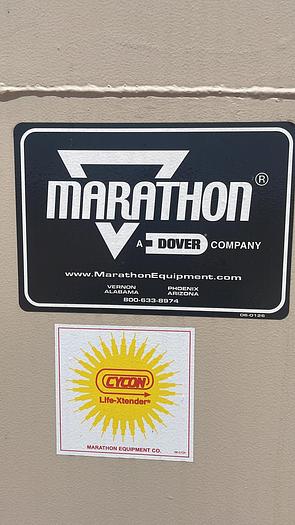 MARATHON®
A DOVER COMPANY
www.MarathonEquipment.com
VERNON PHOENIX
ALABAMA ARIZONA
800-633-8974
06-0126
CYCON
Life-Xtender®
MARATHON EQUIPMENT CO.